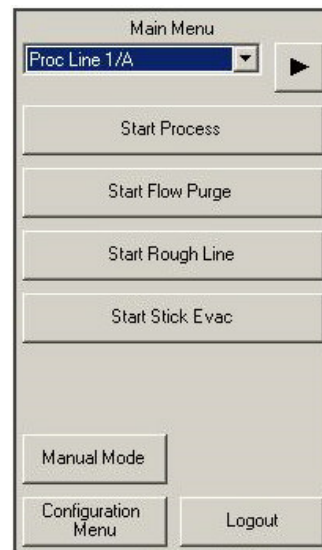 Main Menu
Proc Line 1/A
Start Process
Start Flow Purge
Start Rough Line
Start Stick Evac
Manual Mode
Configuration
Menu
Logout